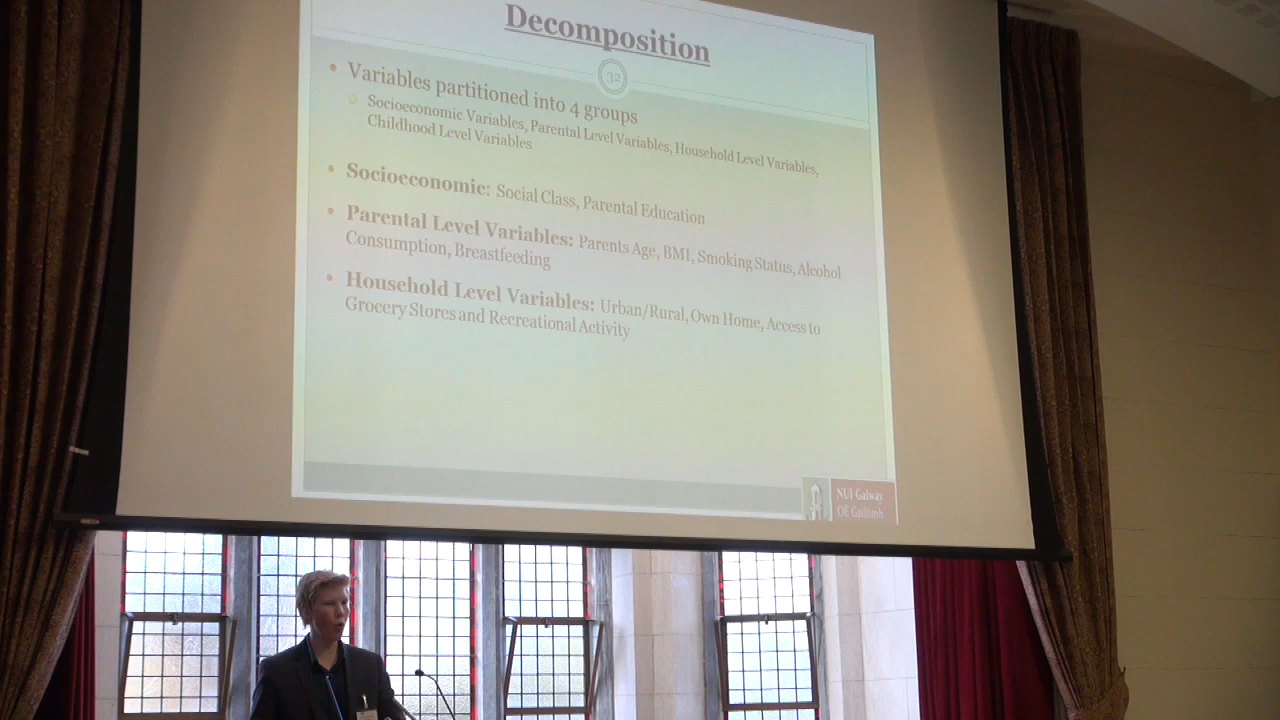 Decomposition
32
Variables partitioned into 4 groups
Socioeconomic Variables, Parental Level Variables, Household Level Variables,
Childhood Level Variables
Socioeconomic: Social Class, Parental Education
Parental Level Variables: Parents Age, BMI, Smoking Status, Alcohol
Consumption, Breastfeeding
Household Level Variables: Urban/Rural, Own Home, Access to
Grocery Stores and Recreational Activity
NUI Galway
OÉ Gaillimh